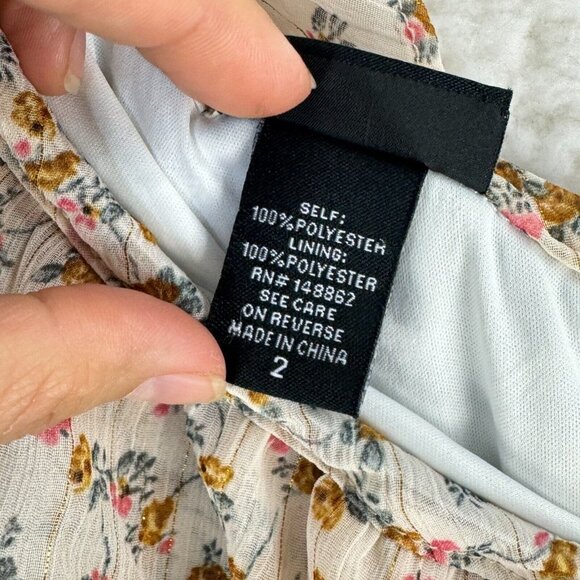 SELF:
100% POLYESTER
LINING:
100% POLYESTER
RN# 148862
SEE CARE
ON REVERSE
MADE IN CHINA
2